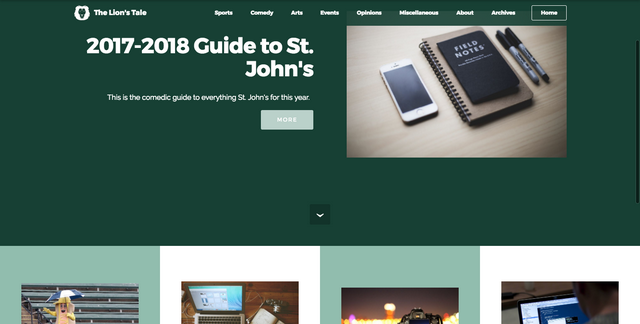 The Lion's Tale
Sports Comedy Arts Events Opinions Miscellaneous About Archives Home
2017-2018 Guide to St.
John's
This is the comedic guide to everything St. John's for this year.
MORE
FIELD
NOTES